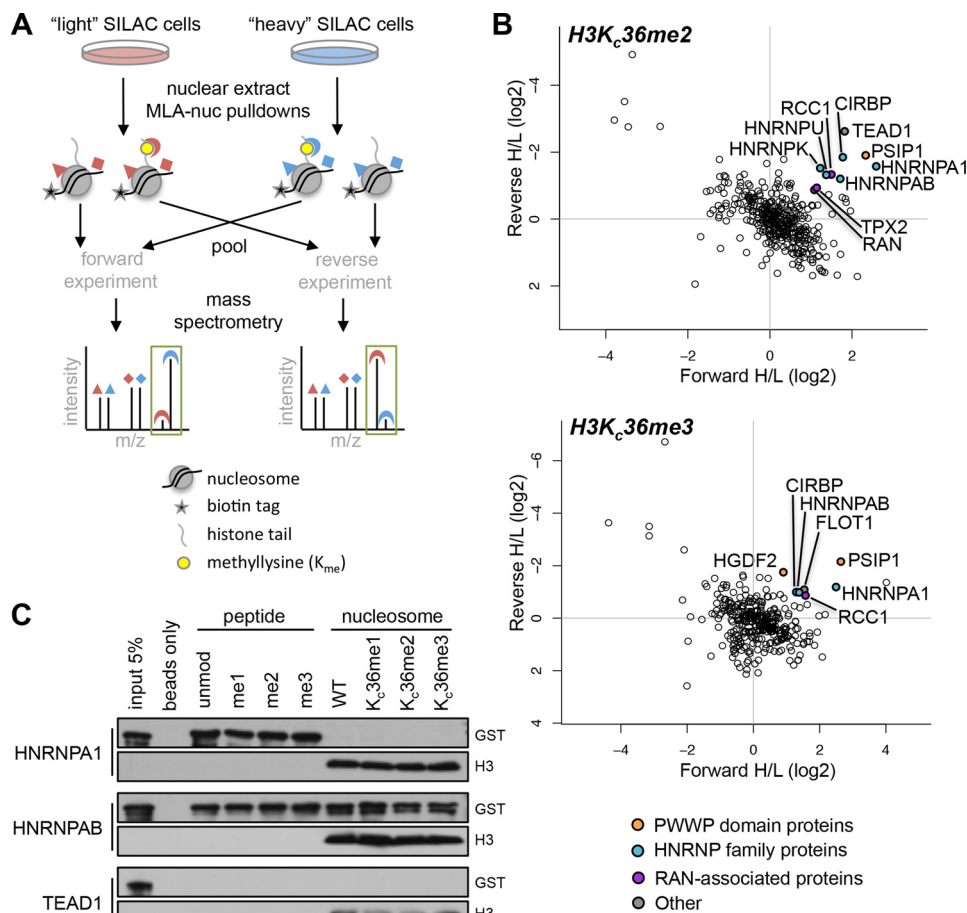 A
"light" SILAC cells
"heavy" SILAC cells
nuclear extract
MLA-nuc pulldowns
pool
forward
experiment
reverse
experiment
mass
spectrometry
intensity
m/z
intensity
m/z
nucleosome
biotin tag
histone tail
methyllysine (Kme)
B
H3Kc36me2
Reverse H/L (log2)
−4
−2
0
2
RCC1
CIRBP
HNRNPU
TEAD1
HNRNPK
PSIP1
HNRNPA1
HNRNPAB
TPX2
RAN
−4
−2
0
2
Forward H/L (log2)
H3Kc36me3
Reverse H/L (log2)
−6
−4
−2
0
2
4
CIRBP
HNRNPAB
FLOT1
HGDF2
PSIP1
HNRNPA1
RCC1
−4
−2
0
2
4
Forward H/L (log2)
PWWP domain proteins
HNRNP family proteins
RAN-associated proteins
Other
C
peptide
nucleosome
input 5%
beads only
unmod
me1
me2
me3
WT
Kc36me1
Kc36me2
Kc36me3
HNRNPA1
GST
H3
HNRNPAB
GST
H3
TEAD1
GST
H3